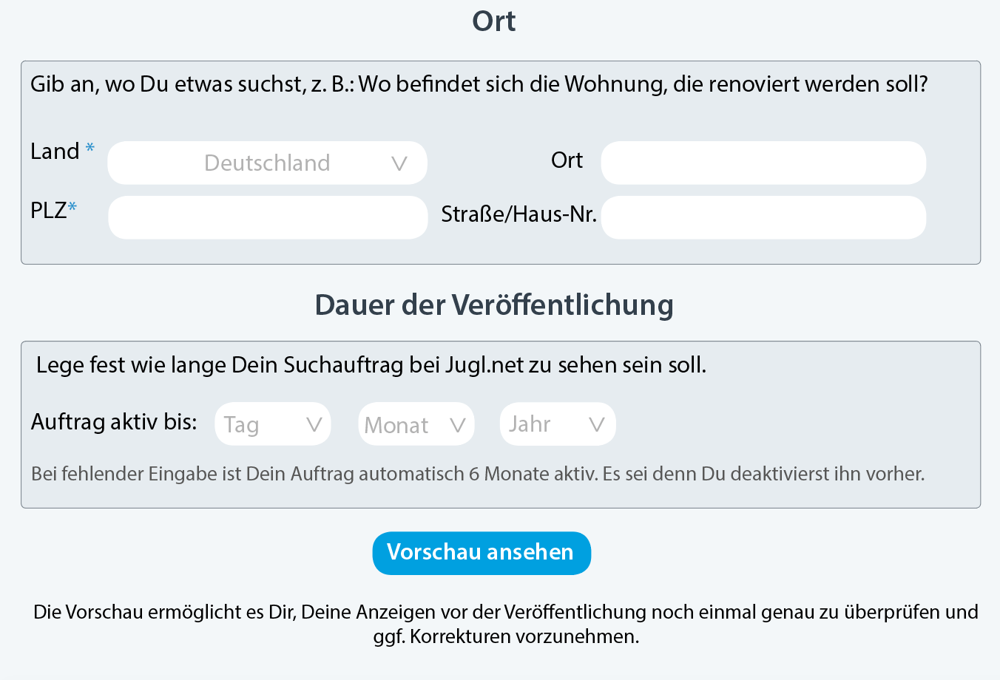 Ort
Gib an, wo Du etwas suchst, z. B.: Wo befindet sich die Wohnung, die renoviert werden soll?
Land * Deutschland Ort
PLZ* Straße/Haus-Nr.
Dauer der Veröffentlichung
Lege fest wie lange Dein Suchauftrag bei Jugl.net zu sehen sein soll.
Auftrag aktiv bis: Tag Monat Jahr
Bei fehlender Eingabe ist Dein Auftrag automatisch 6 Monate aktiv. Es sei denn Du deaktivierst ihn vorher.
Vorschau ansehen
Die Vorschau ermöglicht es Dir, Deine Anzeigen vor der Veröffentlichung noch einmal genau zu überprüfen und
ggf. Korrekturen vorzunehmen.